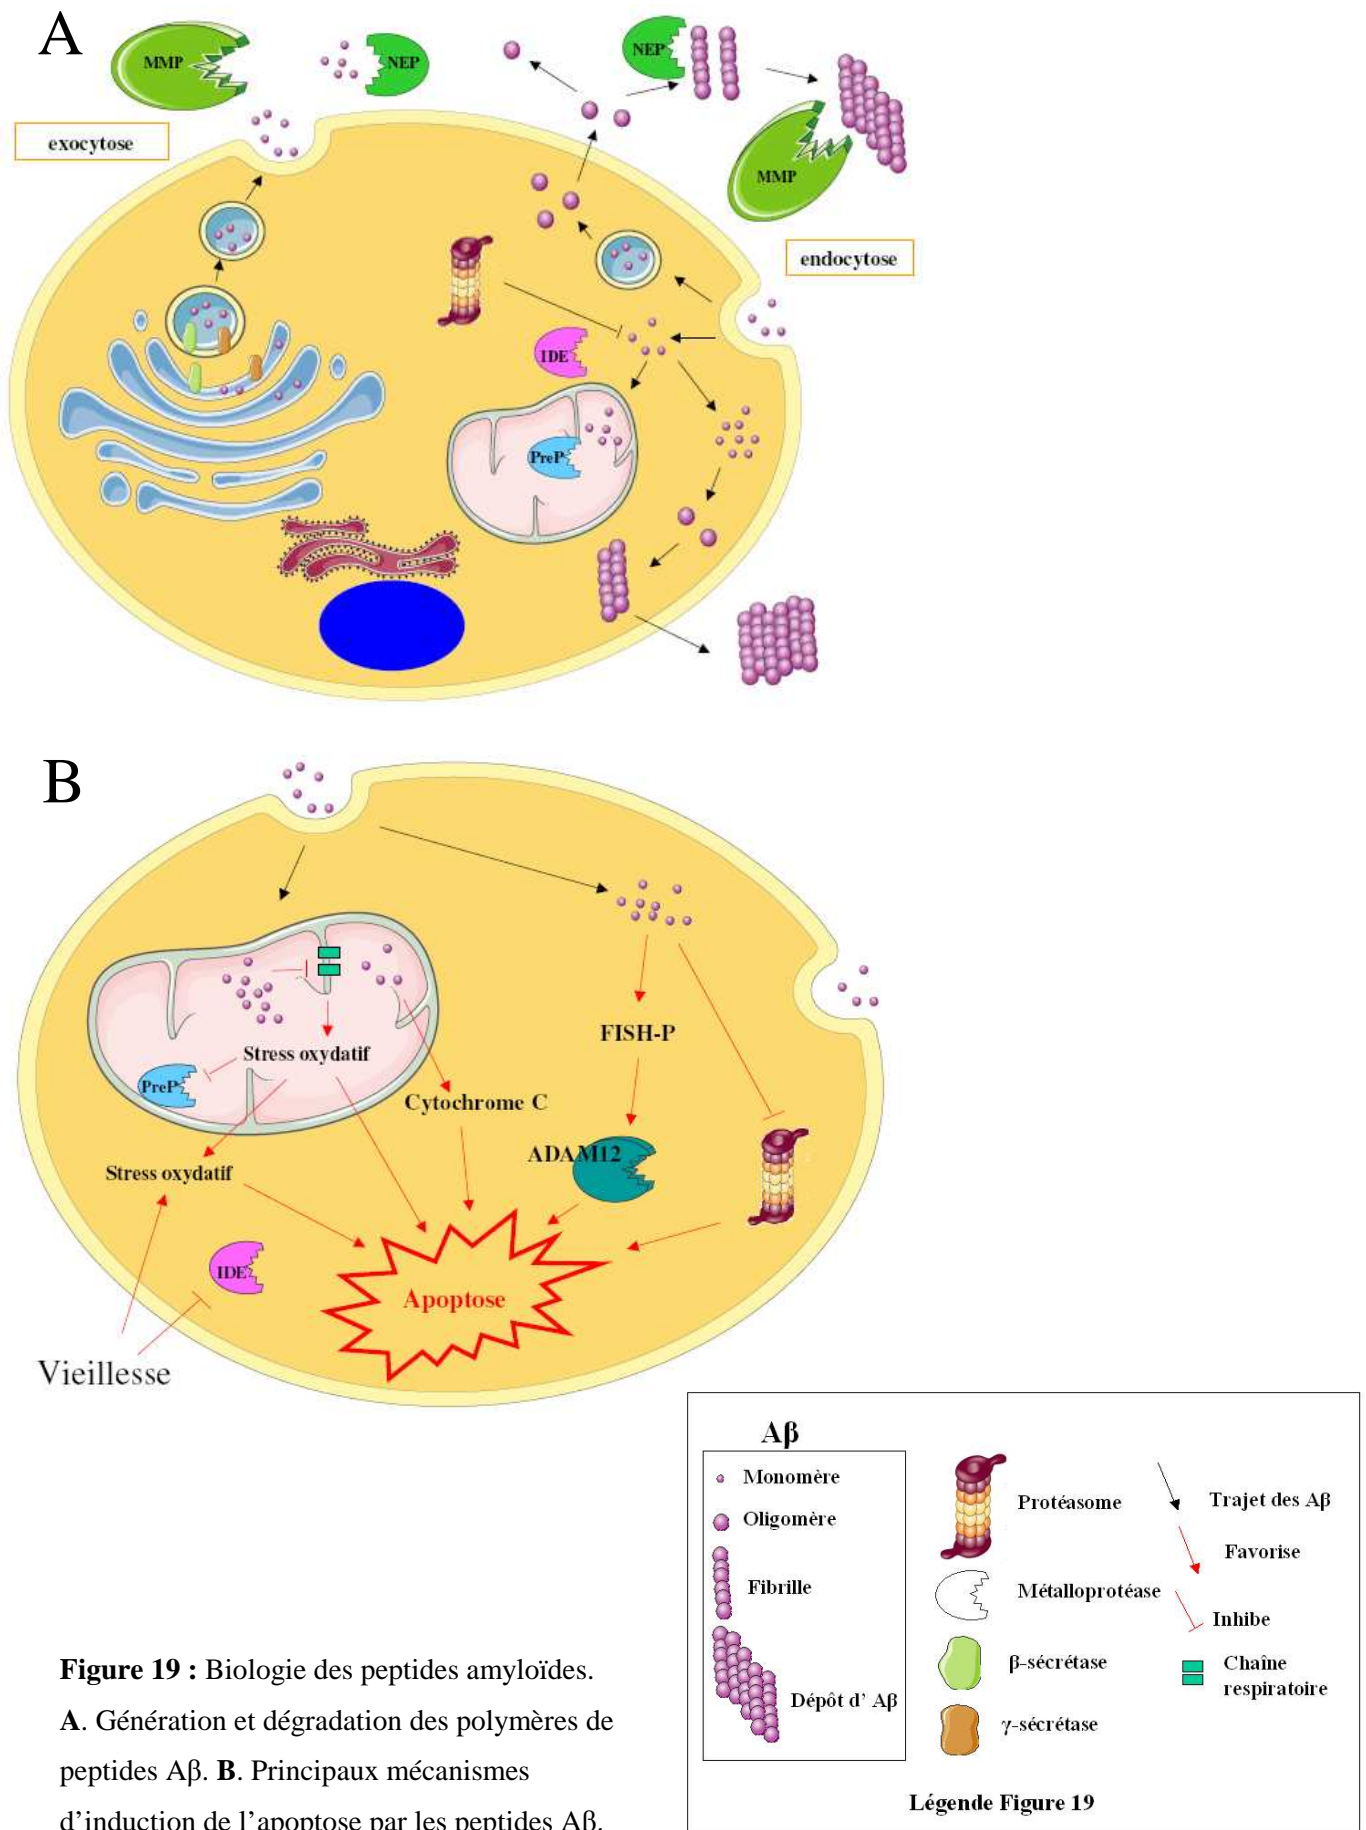 A
MMP
NEP
NEP
MMP
exocytose
endocytose
IDE
PreP
B
FISH-P
Stress oxydatif
PreP
Cytochrome C
ADAM12
Stress oxydatif
IDE
Apoptose
Vieillesse
Aβ
Monomère
Oligomère
Fibrille
Dépôt d' Aβ
Protéasome
Métalloprotéase
β-sécrétase
γ-sécrétase
Trajet des Aβ
Favorise
Inhibe
Chaîne
respiratoire
Légende Figure 19
Figure 19 : Biologie des peptides amyloïdes.
A. Génération et dégradation des polymères de
peptides Aβ. B. Principaux mécanismes
d'induction de l'apoptose par les peptides Aβ.